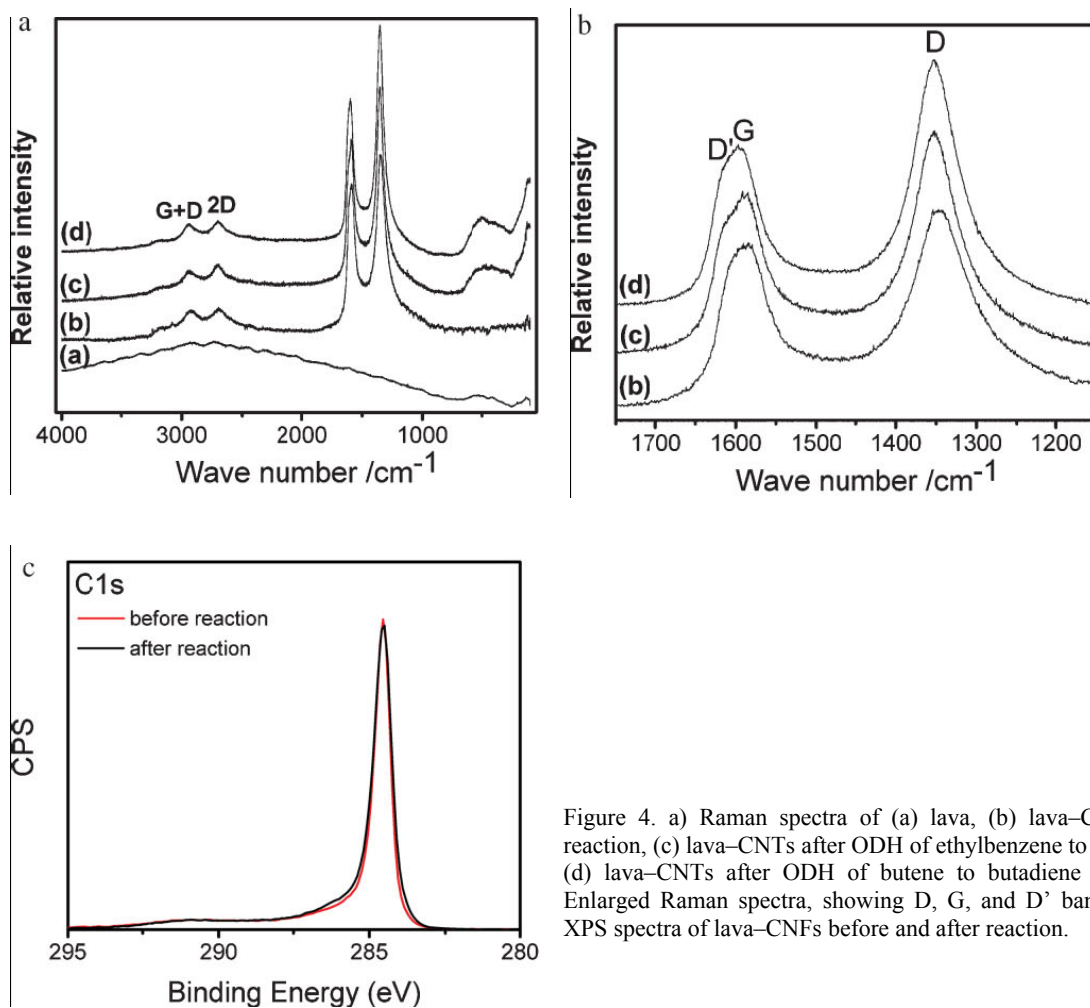 a
Relative intensity
G+D 2D
(d)
(c)
(b)
(a)
4000 3000 2000 1000
Wave number /cm-1
b
D
D' G
Relative intensity
(d)
(c)
(b)
1700 1600 1500 1400 1300 1200
Wave number /cm-1
c
C1s
before reaction
after reaction
CPS
295 290 285 280
Binding Energy (eV)
Figure 4. a) Raman spectra of (a) lava, (b) lava–
reaction, (c) lava–CNTs after ODH of ethylbenzene to
(d) lava–CNTs after ODH of butene to butadiene
Enlarged Raman spectra, showing D, G, and D’
XPS spectra of lava–CNFs before and after reaction.